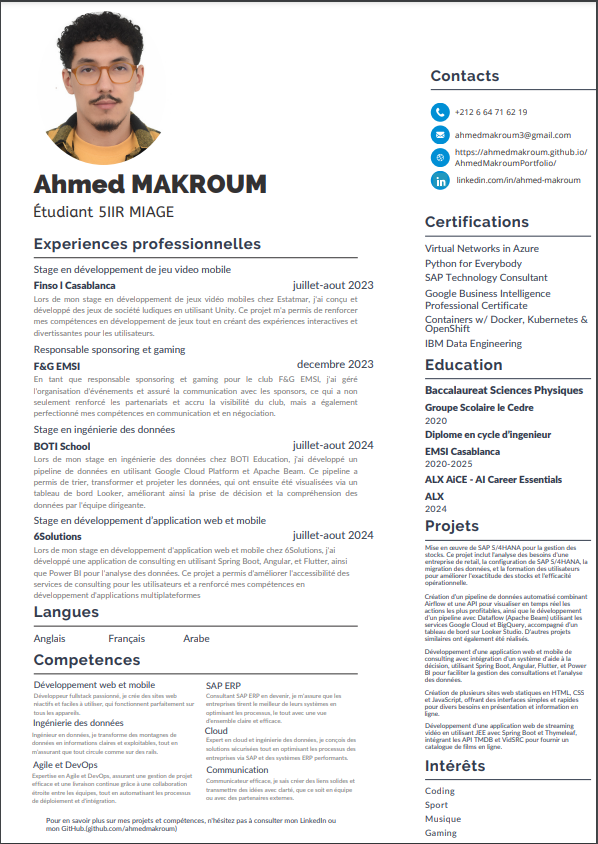 Ahmed MAKROUM
Étudiant 5IIR MIAGE
Experiences professionnelles
Stage en développement de jeu video mobile
Finso l Casablanca
juillet-aout 2023
Lors de mon stage en développement de jeux vidéo mobiles chez Estatmar, j'ai conçu et
développé des jeux de société ludiques en utilisant Unity. Ce projet m'a permis de renforcer
mes compétences en développement de jeux tout en créant des expériences interactives et
divertissantes pour les utilisateurs.
Responsable sponsoring et gaming
F&G EMSI
decembre 2023
En tant que responsable sponsoring et gaming pour le club F&G EMSI, j'ai géré
l'organisation d'événements et assuré la communication avec les sponsors, ce qui a non
seulement renforcé les partenariats et accru la visibilité du club, mais a également
perfectionné mes compétences en communication et en négociation.
Stage en ingénierie des données
BOTI School
juillet-aout 2024
Lors de mon stage en ingénierie des données chez BOTI Education, j'ai développé un
pipeline de données en utilisant Google Cloud Platform et Apache Beam. Ce pipeline a
permis de trier, transformer et projeter les données, qui ont ensuite été visualisées via un
tableau de bord Looker, améliorant ainsi la prise de décision et la compréhension des
données par l'équipe dirigeante.
Stage en développement d'application web et mobile
6Solutions
juillet-aout 2024
Lors de mon stage en développement d'application web et mobile chez 6Solutions, j'ai
développé une application de consulting en utilisant Spring Boot, Angular, et Flutter, ainsi
que Power BI pour l'analyse des données. Ce projet a permis d'améliorer l'accessibilité des
services de consulting pour les utilisateurs et a renforcé mes compétences en
développement d'applications multiplateformes
Langues
Anglais Français Arabe
Competences
Développement web et mobile
Développeur fullstack passionné, je crée des sites web
réactifs et faciles à utiliser, qui fonctionnent parfaitement sur
tous les appareils.
Ingénierie des données
Ingénieur en données, je transforme des montagnes de
données en informations claires et exploitables, tout en
m'assurant que tout circule comme sur des rails.
Agile et DevOps
Expertise en Agile et DevOps, assurant une gestion de projet
efficace et une livraison continue grâce à une collaboration
étroite entre les équipes, tout en automatisant les processus
de déploiement et d'intégration.
SAP ERP
Consultant SAP ERP en devenir, je m'assure que les
entreprises tirent le meilleur de leurs systèmes en
optimisant les processus, le tout avec une vue
d'ensemble claire et efficace.
Cloud
Expert en cloud et ingénierie des données, je conçois des
solutions sécurisées tout en optimisant les processus des
entreprises via SAP et des systèmes ERP performants.
Communication
Communicateur efficace, je sais créer des liens solides et
transmettre des idées avec clarté, que ce soit en équipe
ou avec des partenaires externes.
Pour en savoir plus sur mes projets et compétences, n'hésitez pas à consulter mon LinkedIn ou
mon GitHub.(github.com/ahmedmakroum)
Contacts
+212 6 64 71 62 19
ahmedmakroum3@gmail.com
https://ahmedmakroum.github.io/
AhmedMakroumPortfolio/
linkedin.com/in/ahmed-makroum
Certifications
Virtual Networks in Azure
Python for Everybody
SAP Technology Consultant
Google Business Intelligence
Professional Certificate
Containers w/ Docker, Kubernetes &
OpenShift
IBM Data Engineering
Education
Baccalaureat Sciences Physiques
Groupe Scolaire le Cedre
2020
Diplome en cycle d'ingenieur
EMSI Casablanca
2020-2025
ALX AiCE - AI Career Essentials
ALX
2024
Projets
Mise en œuvre de SAP S/4HANA pour la gestion des
stocks. Ce projet inclut l'analyse des besoins d'une
entreprise de retail, la configuration de SAP S/4HANA, la
migration des données, et la formation des utilisateurs
pour améliorer l'exactitude des stocks et l'efficacité
opérationnelle.
Création d'un pipeline de données automatisé combinant
Airflow et une API pour visualiser en temps réel les
actions les plus profitables, ainsi que le développement
d'un pipeline avec Dataflow (Apache Beam) utilisant les
services Google Cloud et BigQuery, accompagné d'un
tableau de bord sur Looker Studio. D'autres projets
similaires ont également été réalisés.
Développement d'une application web et mobile de
consulting avec intégration d'un système d'aide à la
décision, utilisant Spring Boot, Angular, Flutter, et Power
BI pour faciliter la gestion des consultations et l'analyse
des données.
Création de plusieurs sites web statiques en HTML, CSS
et JavaScript, offrant des interfaces simples et rapides
pour divers besoins en présentation et information en
ligne.
Développement d'une application web de streaming
vidéo en utilisant JEE avec Spring Boot et Thymeleaf,
intégrant les API TMDB et VidSRC pour fournir un
catalogue de films en ligne.
Intérêts
Coding
Sport
Musique
Gaming